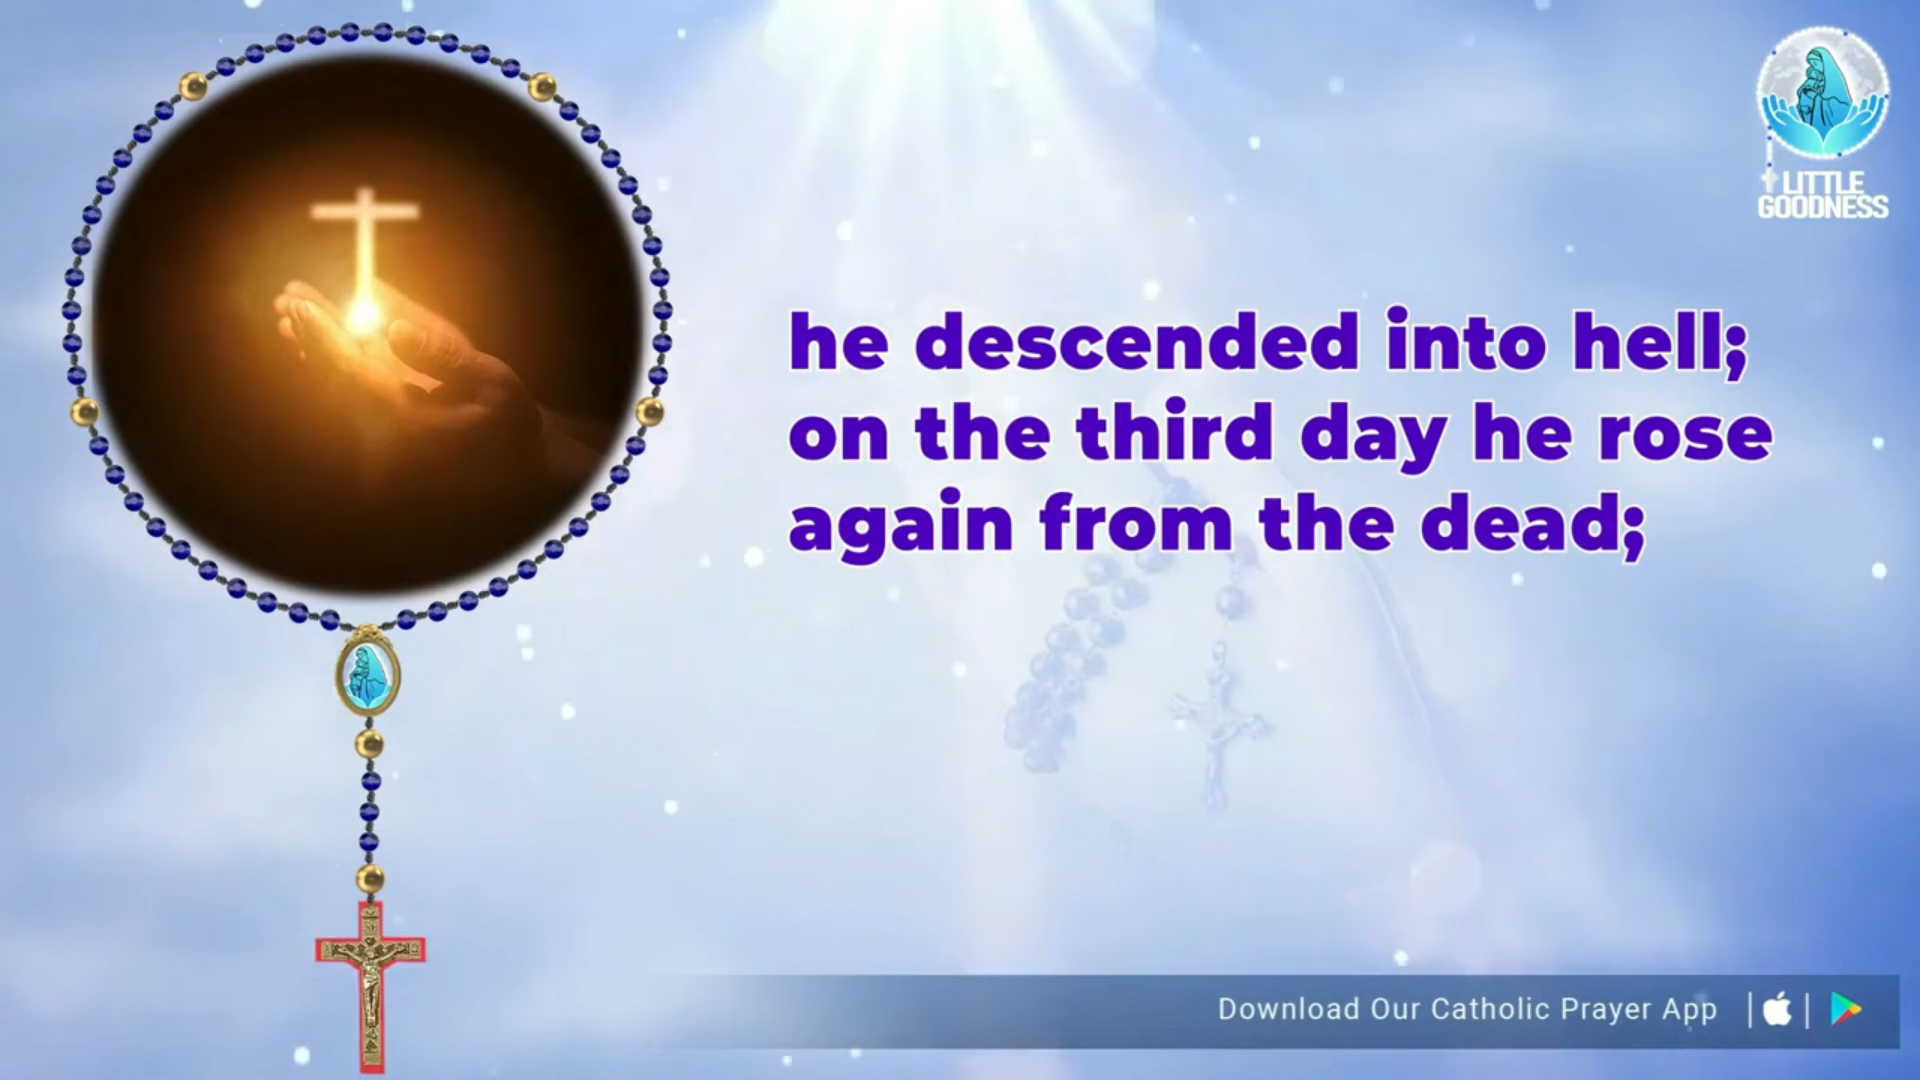 LITTLE
GOODNESS
he descended into hell;
on the third day he rose
again from the dead;
Download Our Catholic Prayer App